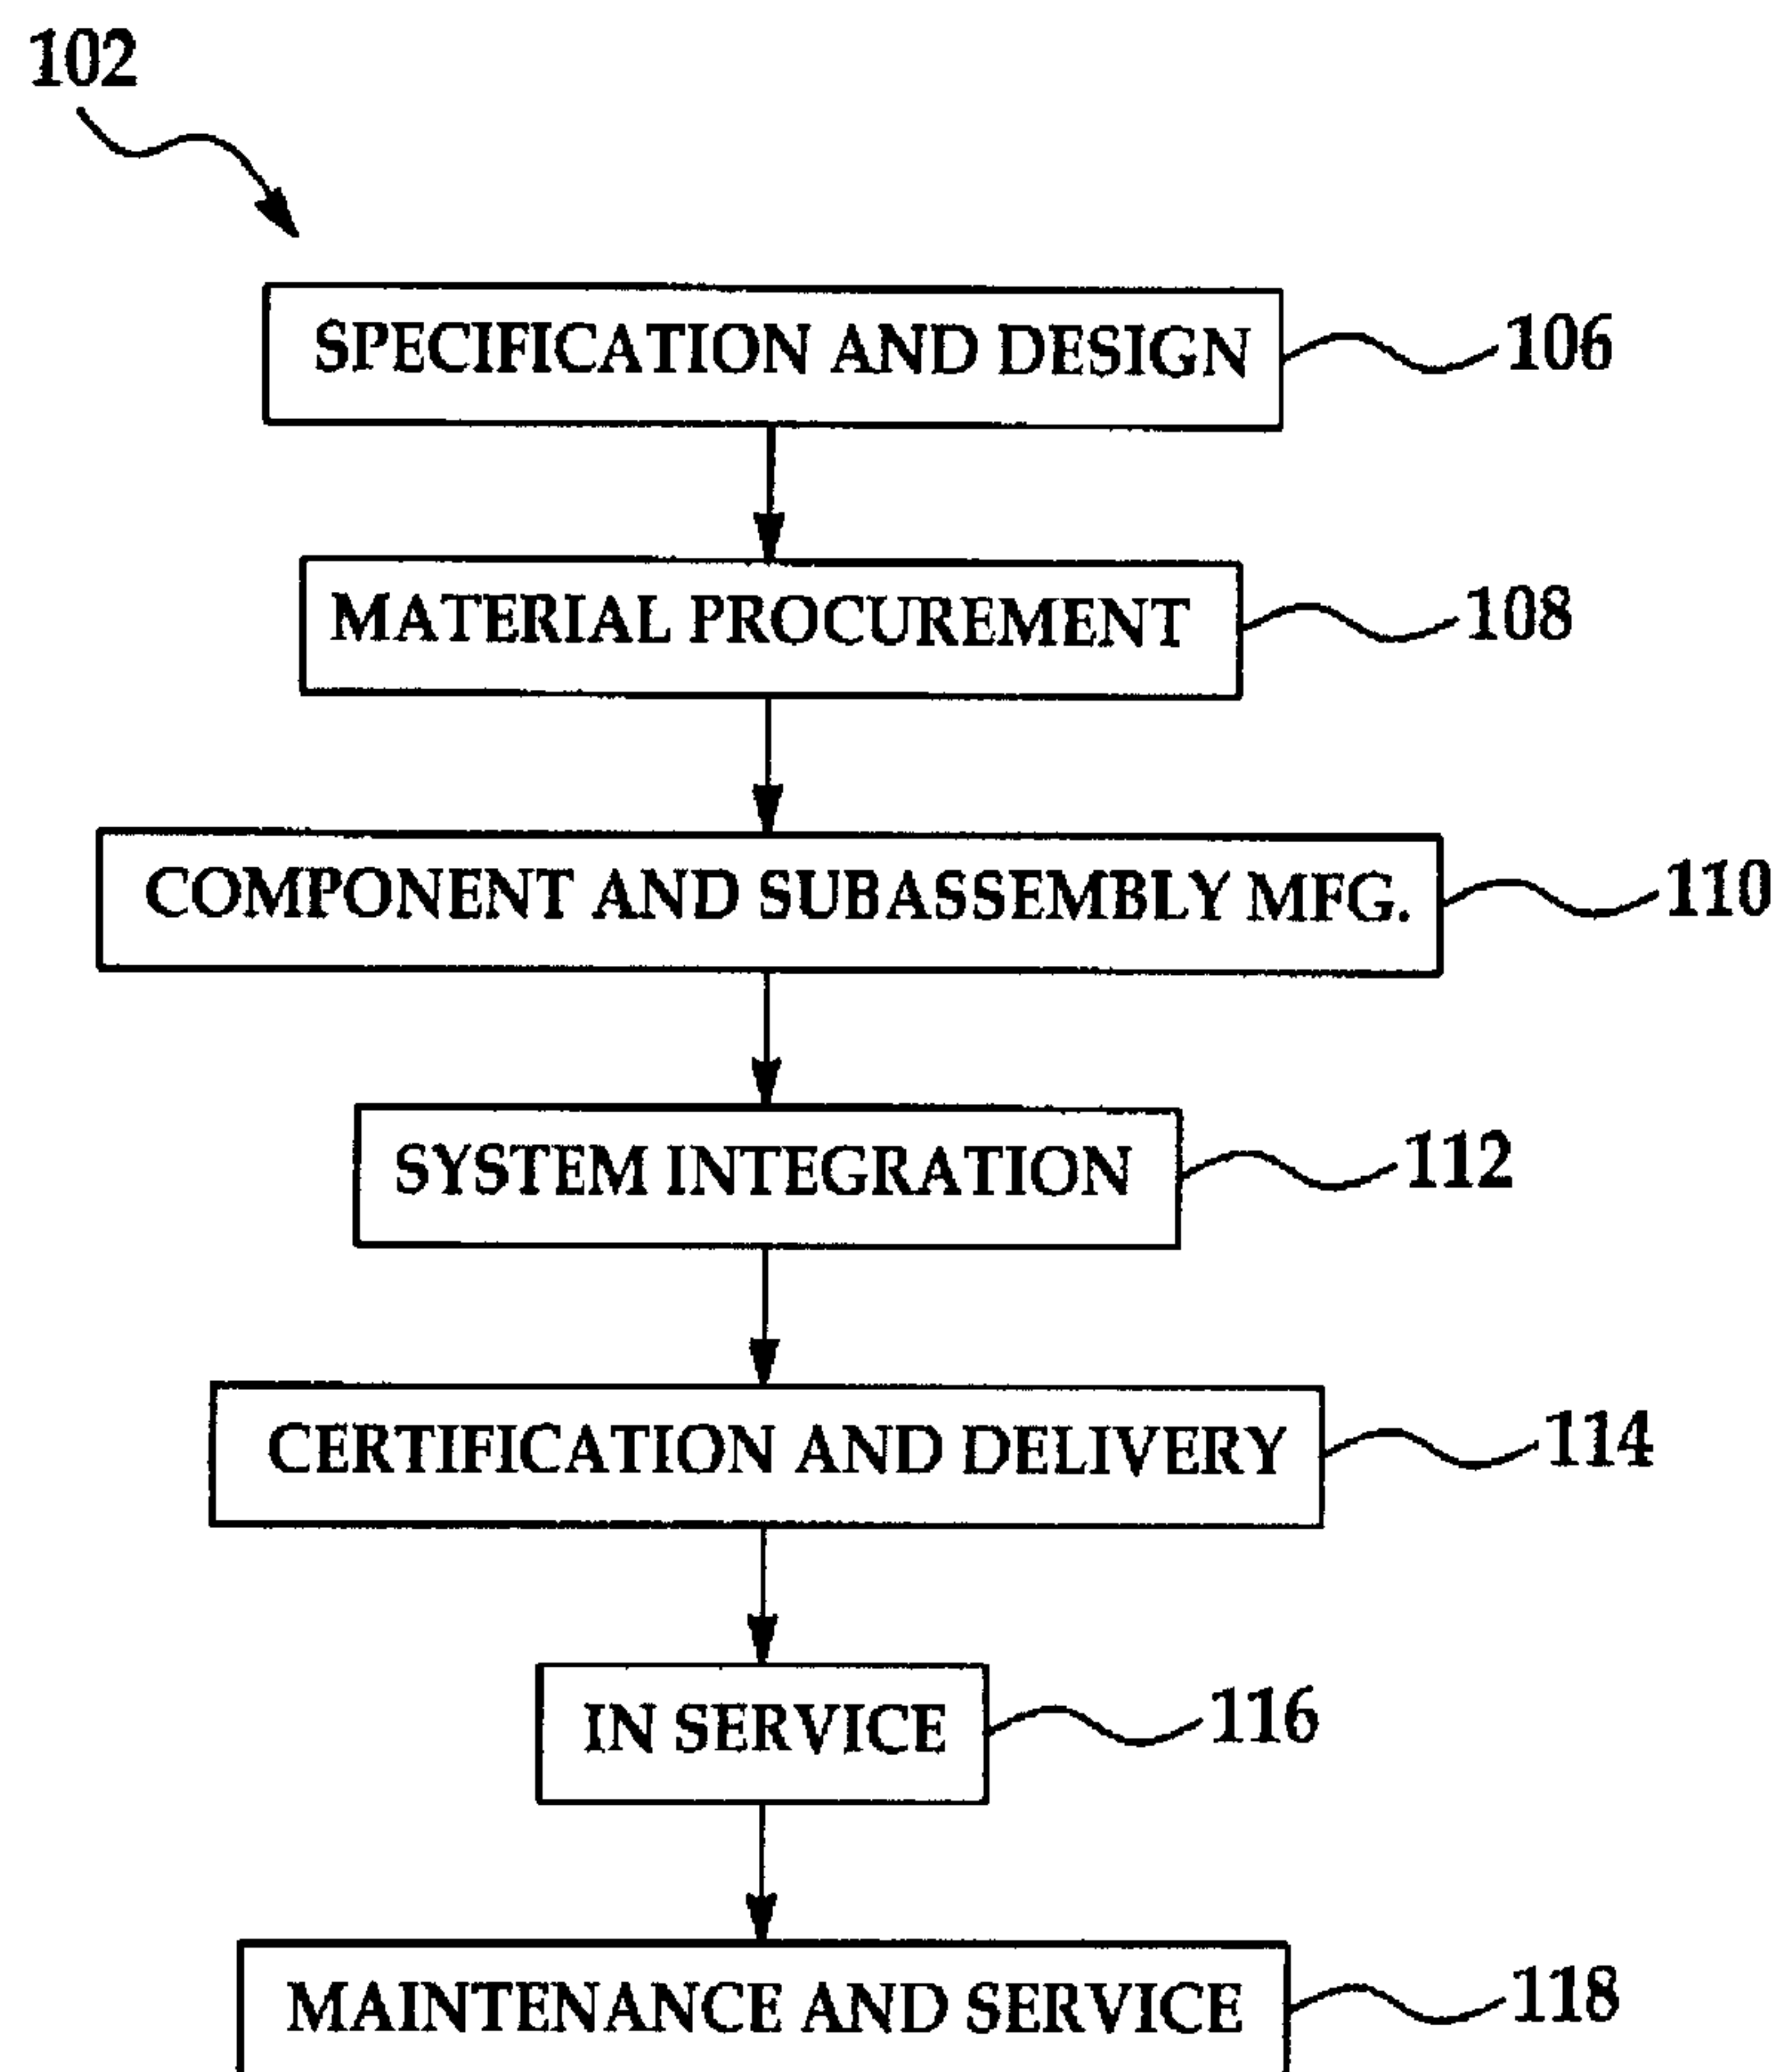 102
SPECIFICATION AND DESIGN 106
MATERIAL PROCUREMENT 108
COMPONENT AND SUBASSEMBLY MFG. 110
SYSTEM INTEGRATION 112
CERTIFICATION AND DELIVERY 114
IN SERVICE 116
MAINTENANCE AND SERVICE 118